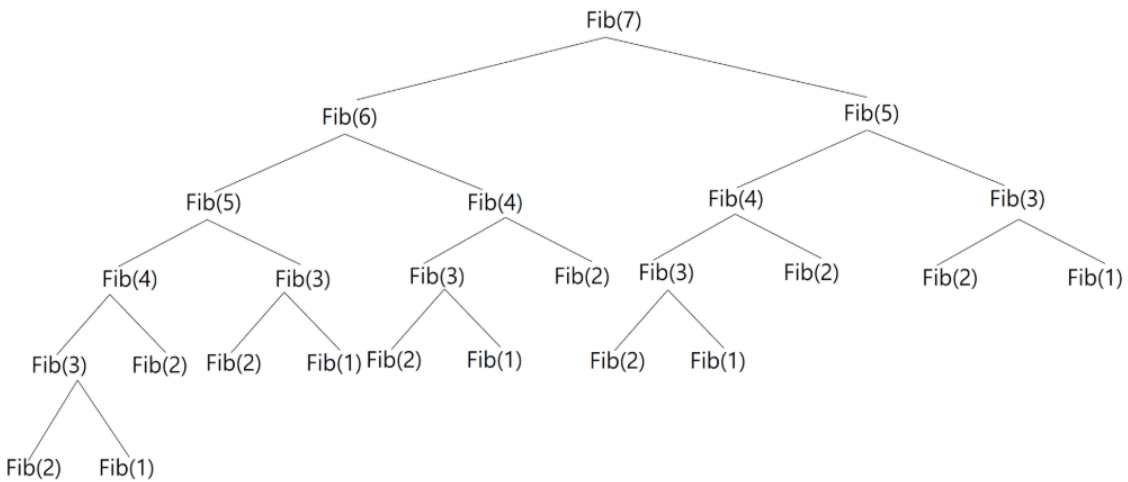 Fib(7)
Fib(6) Fib(5)
Fib(5) Fib(4) Fib(4) Fib(3)
Fib(4) Fib(3) Fib(3) Fib(2) Fib(3) Fib(2) Fib(2) Fib(1)
Fib(3) Fib(2) Fib(2) Fib(1) Fib(2) Fib(1) Fib(2) Fib(1)
Fib(2) Fib(1)